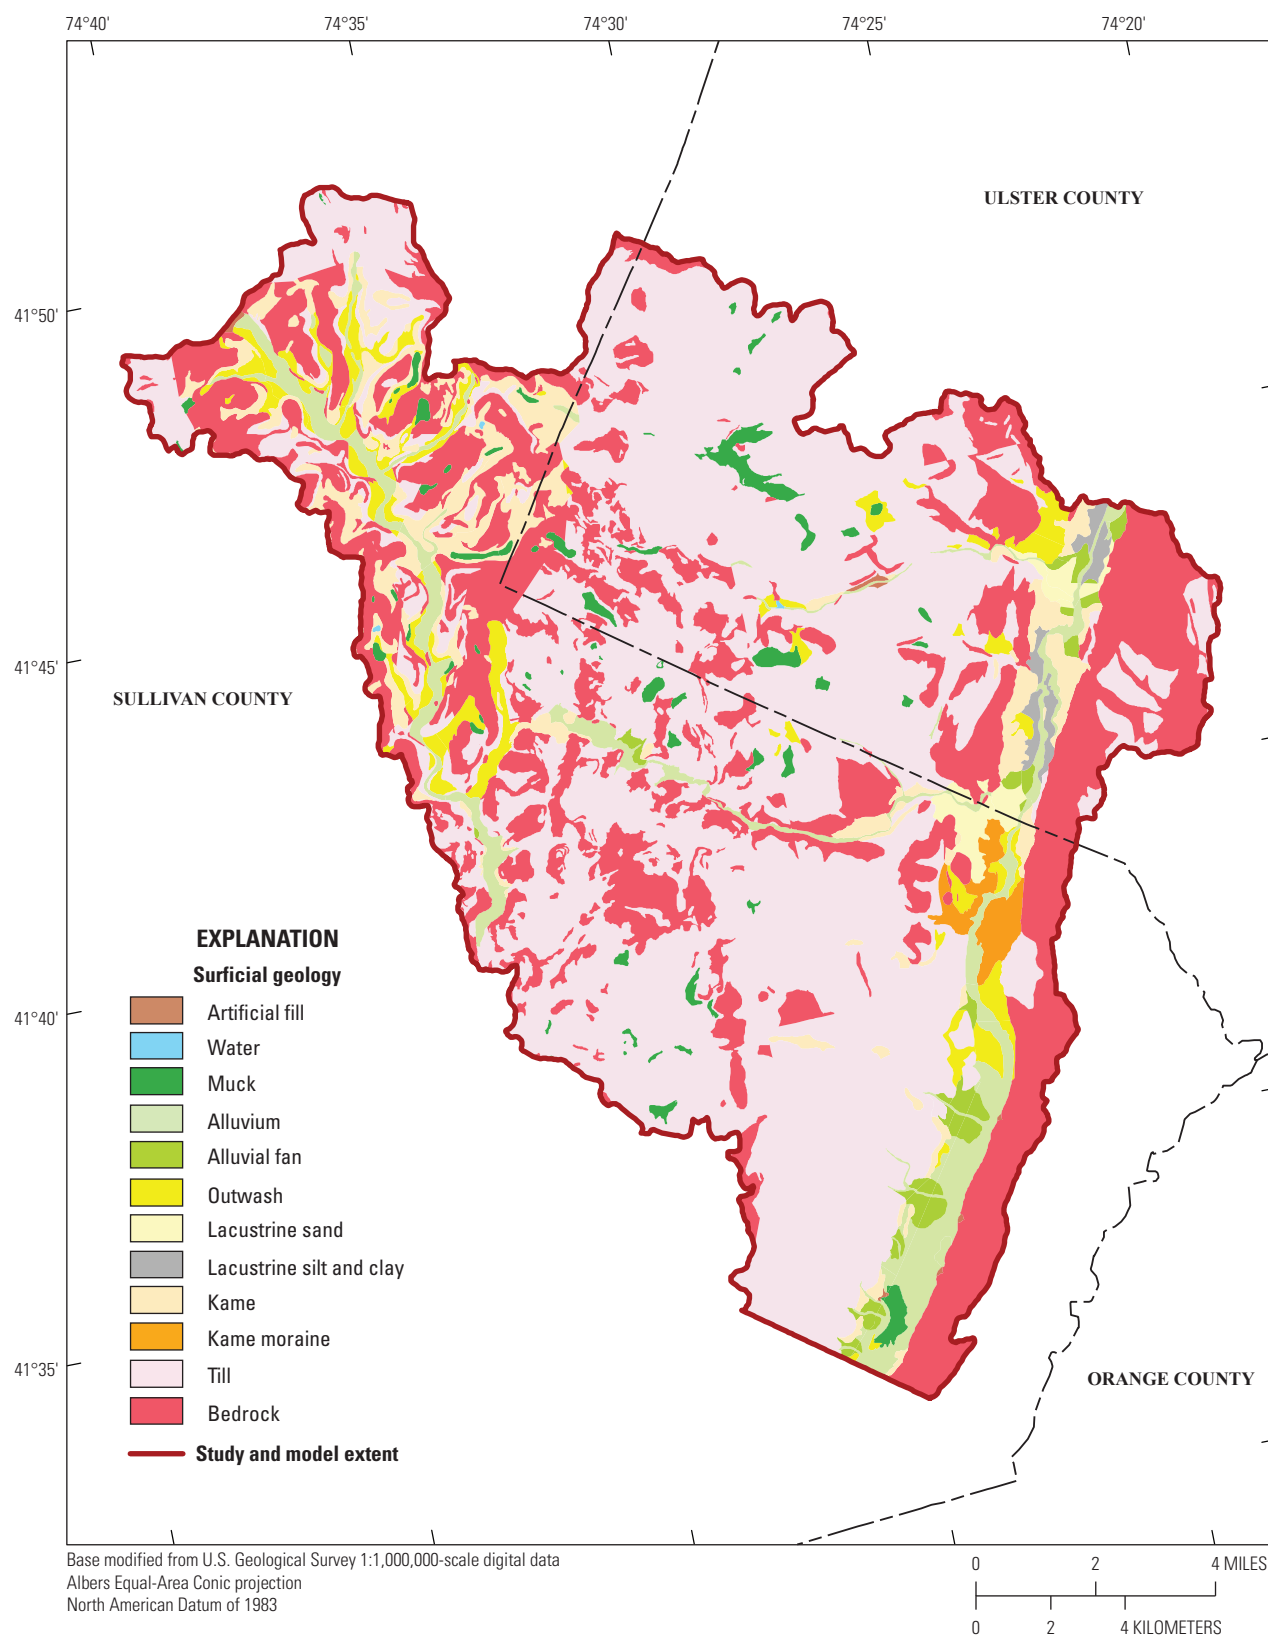 74°40'
74°35'
74°30'
74°25'
74°20'
ULSTER COUNTY
41°50'
41°45'
SULLIVAN COUNTY
EXPLANATION
Surficial geology
Artificial fill
41°40'
Water
Muck
Alluvium
Alluvial fan
Outwash
Lacustrine sand
Lacustrine silt and clay
Kame
Kame moraine
41°35'
Till
ORANGE COUNTY
Bedrock
Study and model extent
Base modified from U.S. Geological Survey 1:1,000,000-scale digital data
Albers Equal-Area Conic projection
North American Datum of 1983
0 2 4 MILES
0 2 4 KILOMETERS